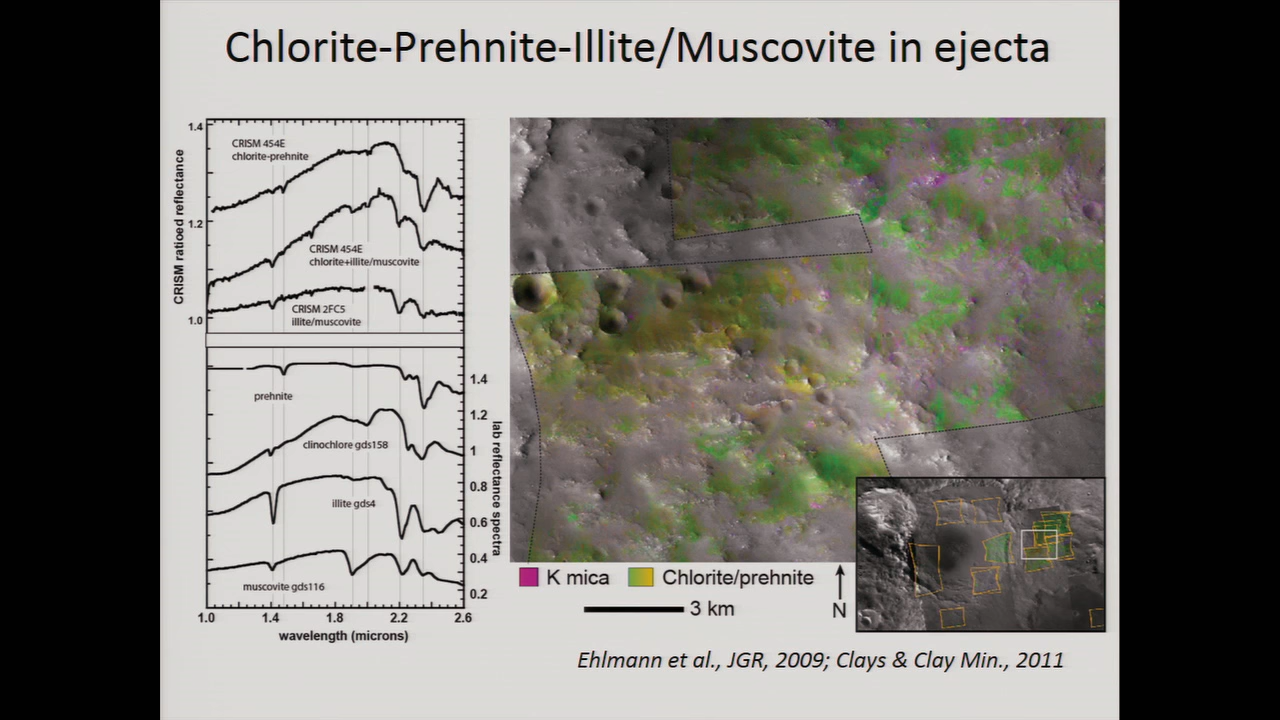 Chlorite-Prehnite-Illite/Muscovite in ejecta
1.4
1.2
1.0
CRISM ratioed reflectance
CRISM 454E
chlorite-prehnite
CRISM 454E
chlorite+illite/muscovite
CRISM 2FC5
illite/muscovite
prehnite
clinochlore gds158
illite gds4
muscovite gds116
1.4
1.2
1
0.8
0.6
0.4
0.2
lab reflectance spectra
1.0 1.4 1.8 2.2 2.6
wavelength (microns)
K mica Chlorite/prehnite
3 km
N
Ehlmann et al., JGR, 2009; Clays & Clay Min., 2011